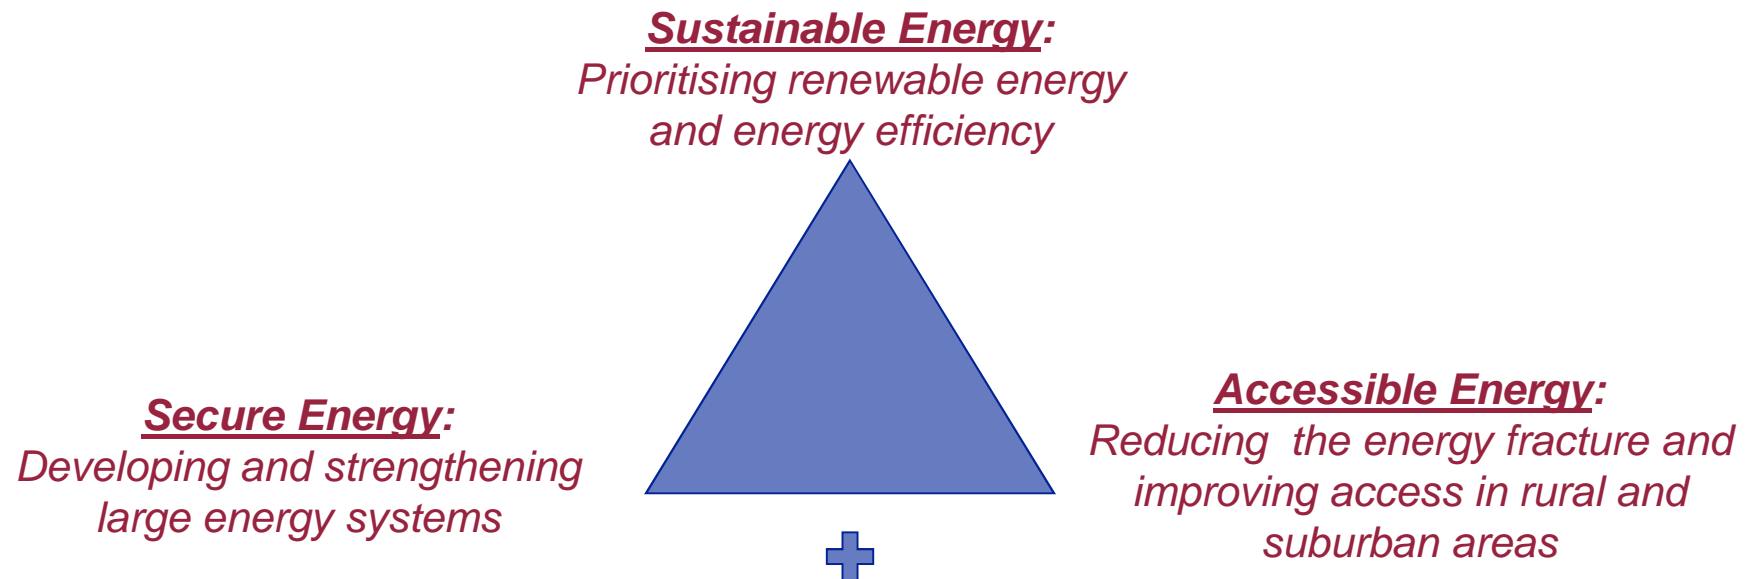 Sustainable Energy:
Prioritising renewable energy
and energy efficiency
Secure Energy:
Developing and strengthening
large energy systems
Accessible Energy:
Reducing  the energy fracture and
improving access in rural and
suburban areas